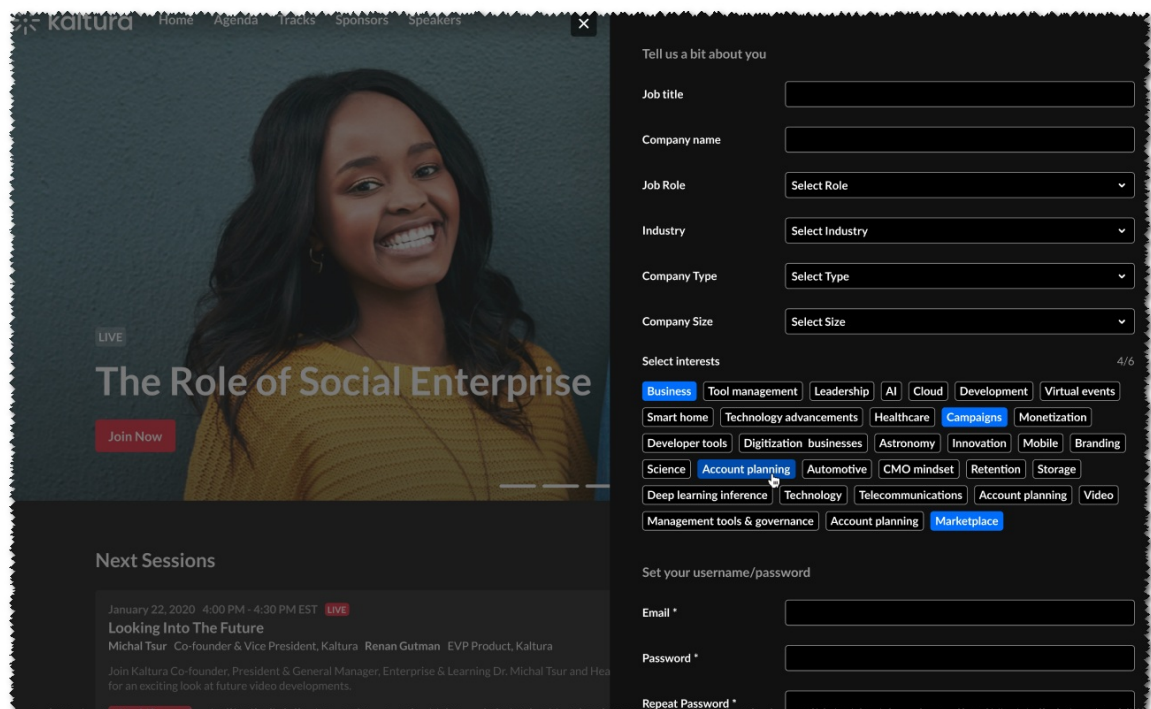 kaltura Home Agenda Tracks Sponsors Speakers
LIVE
The Role of Social Enterprise
Join Now
Next Sessions
January 22, 2020 4:00 PM - 4:30 PM EST LIVE
Looking Into The Future
Michal Tsur Co-founder & Vice President, Kaltura Renan Gutman EVP Product, Kaltura
Join Kaltura Co-founder, President & General Manager, Enterprise & Learning Dr. Michal Tsur and Hea
for an exciting look at future video developments.
Tell us a bit about you
Job title
Company name
Job Role Select Role
Industry Select Industry
Company Type Select Type
Company Size Select Size
Select interests 4/6
Business Tool management Leadership AI Cloud Development Virtual events
Smart home Technology advancements Healthcare Campaigns Monetization
Developer tools Digitization businesses Astronomy Innovation Mobile Branding
Science Account planning Automotive CMO mindset Retention Storage
Deep learning inference Technology Telecommunications Account planning Video
Management tools & governance Account planning Marketplace
Set your username/password
Email *
Password *
Repeat Password *